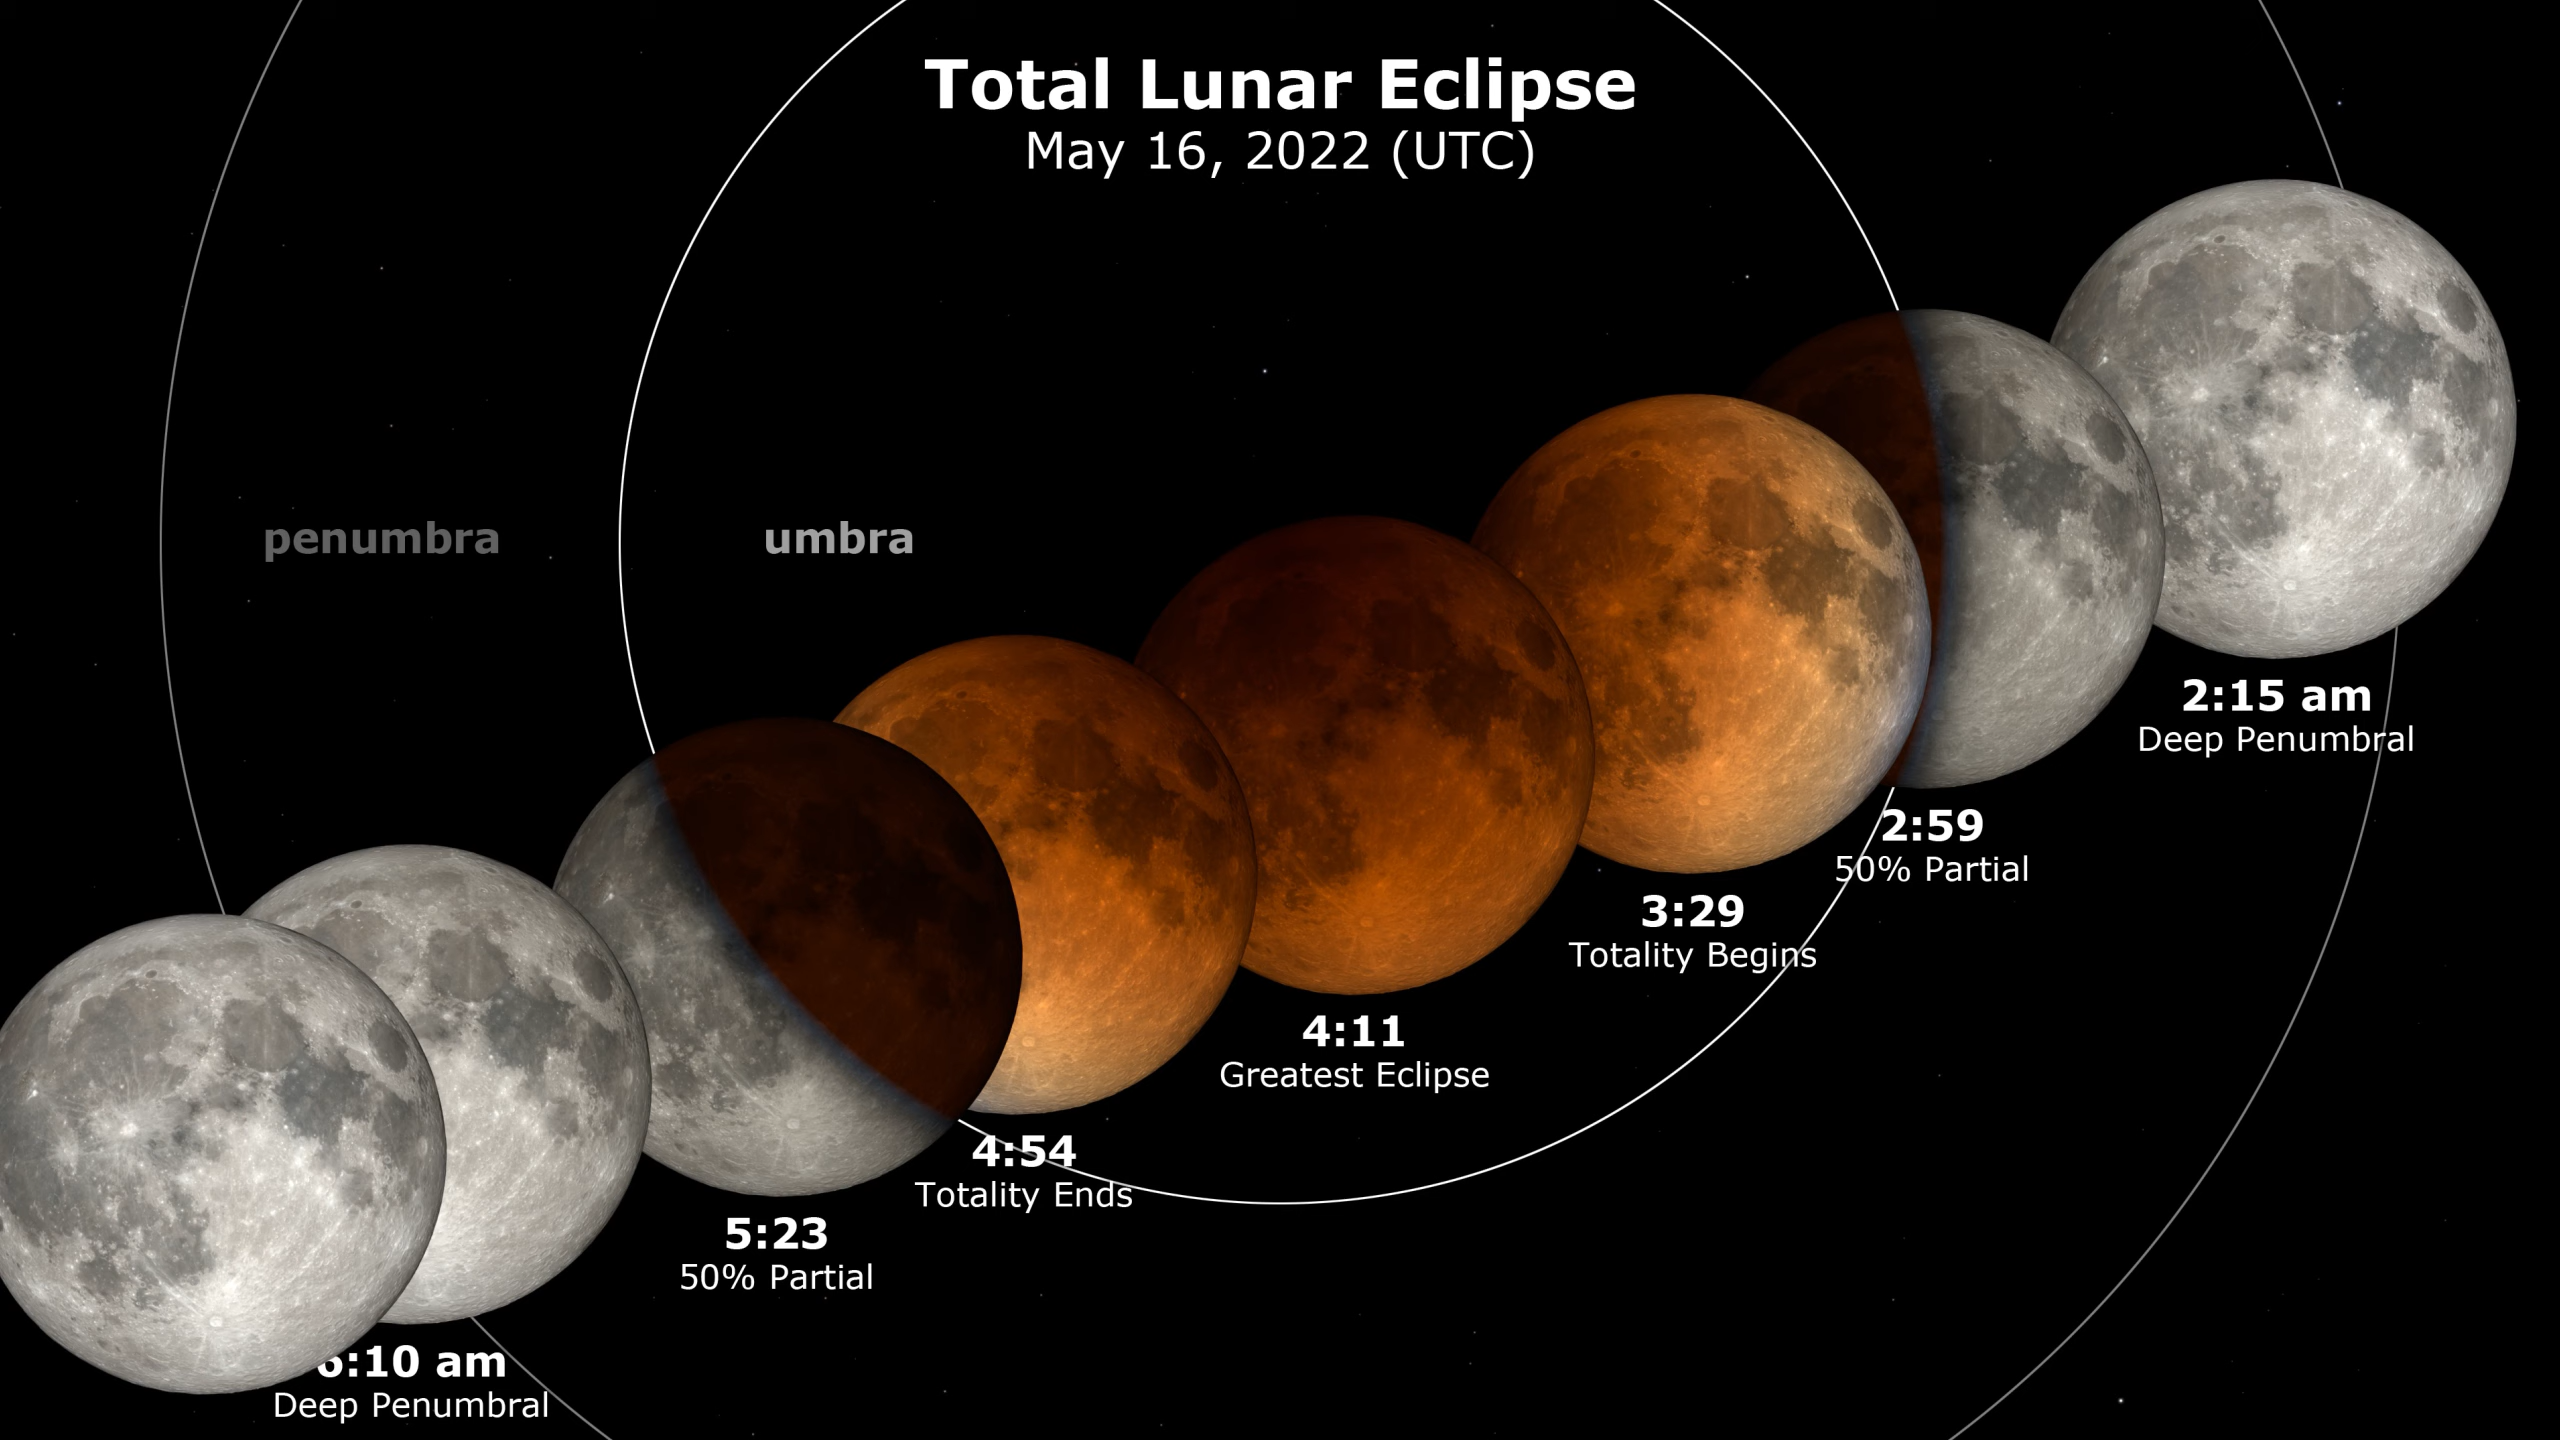 Total Lunar Eclipse
May 16, 2022 (UTC)
penumbra
umbra
2:15 am
Deep Penumbral
2:59
50% Partial
3:29
Totality Begins
4:11
Greatest Eclipse
4:54
Totality Ends
5:23
50% Partial
6:10 am
Deep Penumbral